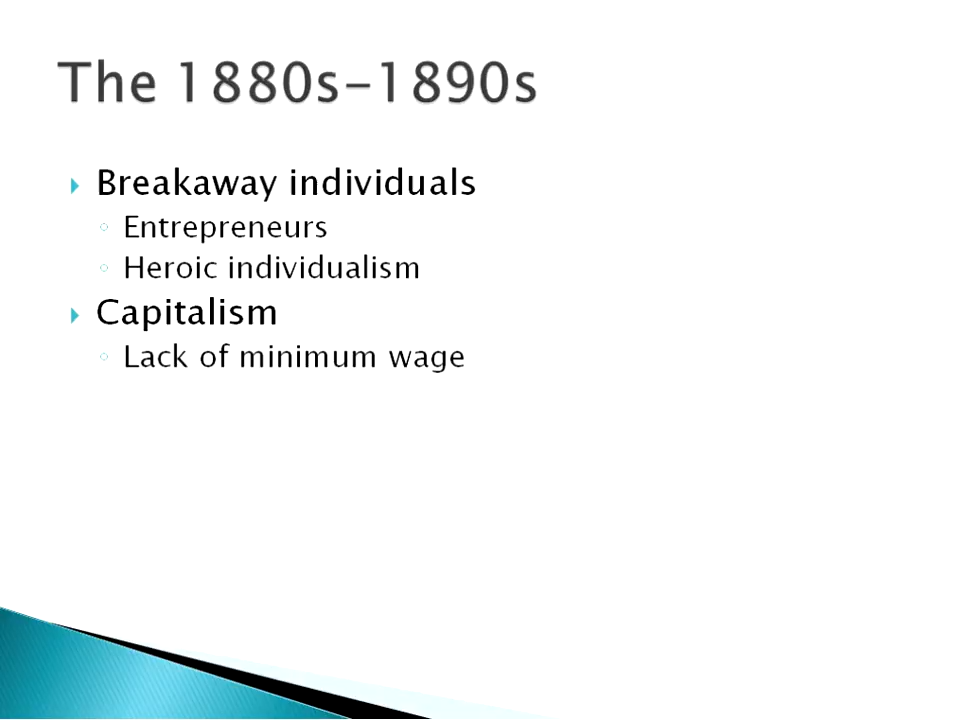 The 1880s-1890s
Breakaway individuals
Entrepreneurs
Heroic individualism
Capitalism
Lack of minimum wage